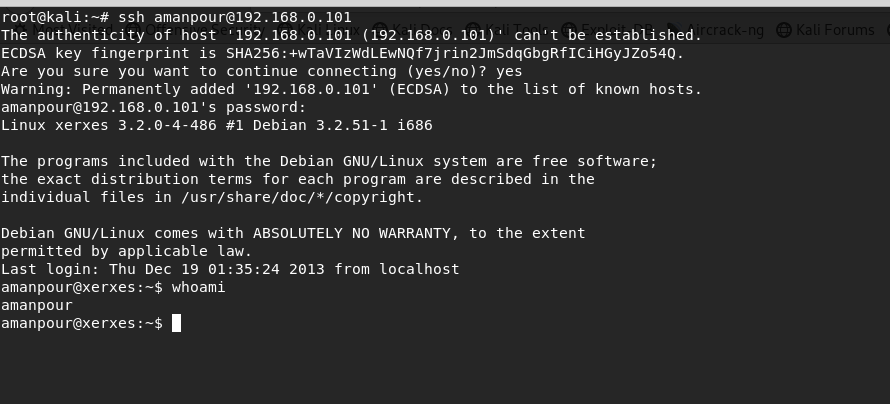 root@kali:~# ssh amanpour@192.168.0.101
The authenticity of host '192.168.0.101 (192.168.0.101)' can't be established.
ECDSA key fingerprint is SHA256:+wTaVIzWdLEwNQf7jrin2JmSdqGbgRfICiHGyJZo54Q.
Are you sure you want to continue connecting (yes/no)? yes
Warning: Permanently added '192.168.0.101' (ECDSA) to the list of known hosts.
amanpour@192.168.0.101's password:
Linux xerxes 3.2.0-4-486 #1 Debian 3.2.51-1 i686
The programs included with the Debian GNU/Linux system are free software;
the exact distribution terms for each program are described in the
individual files in /usr/share/doc/*/copyright.
Debian GNU/Linux comes with ABSOLUTELY NO WARRANTY, to the extent
permitted by applicable law.
Last login: Thu Dec 19 01:35:24 2013 from localhost
amanpour@xerxes:~$ whoami
amanpour
amanpour@xerxes:~$
Kali Tools
Exploit-DB
Aircrack-ng
Kali Forums